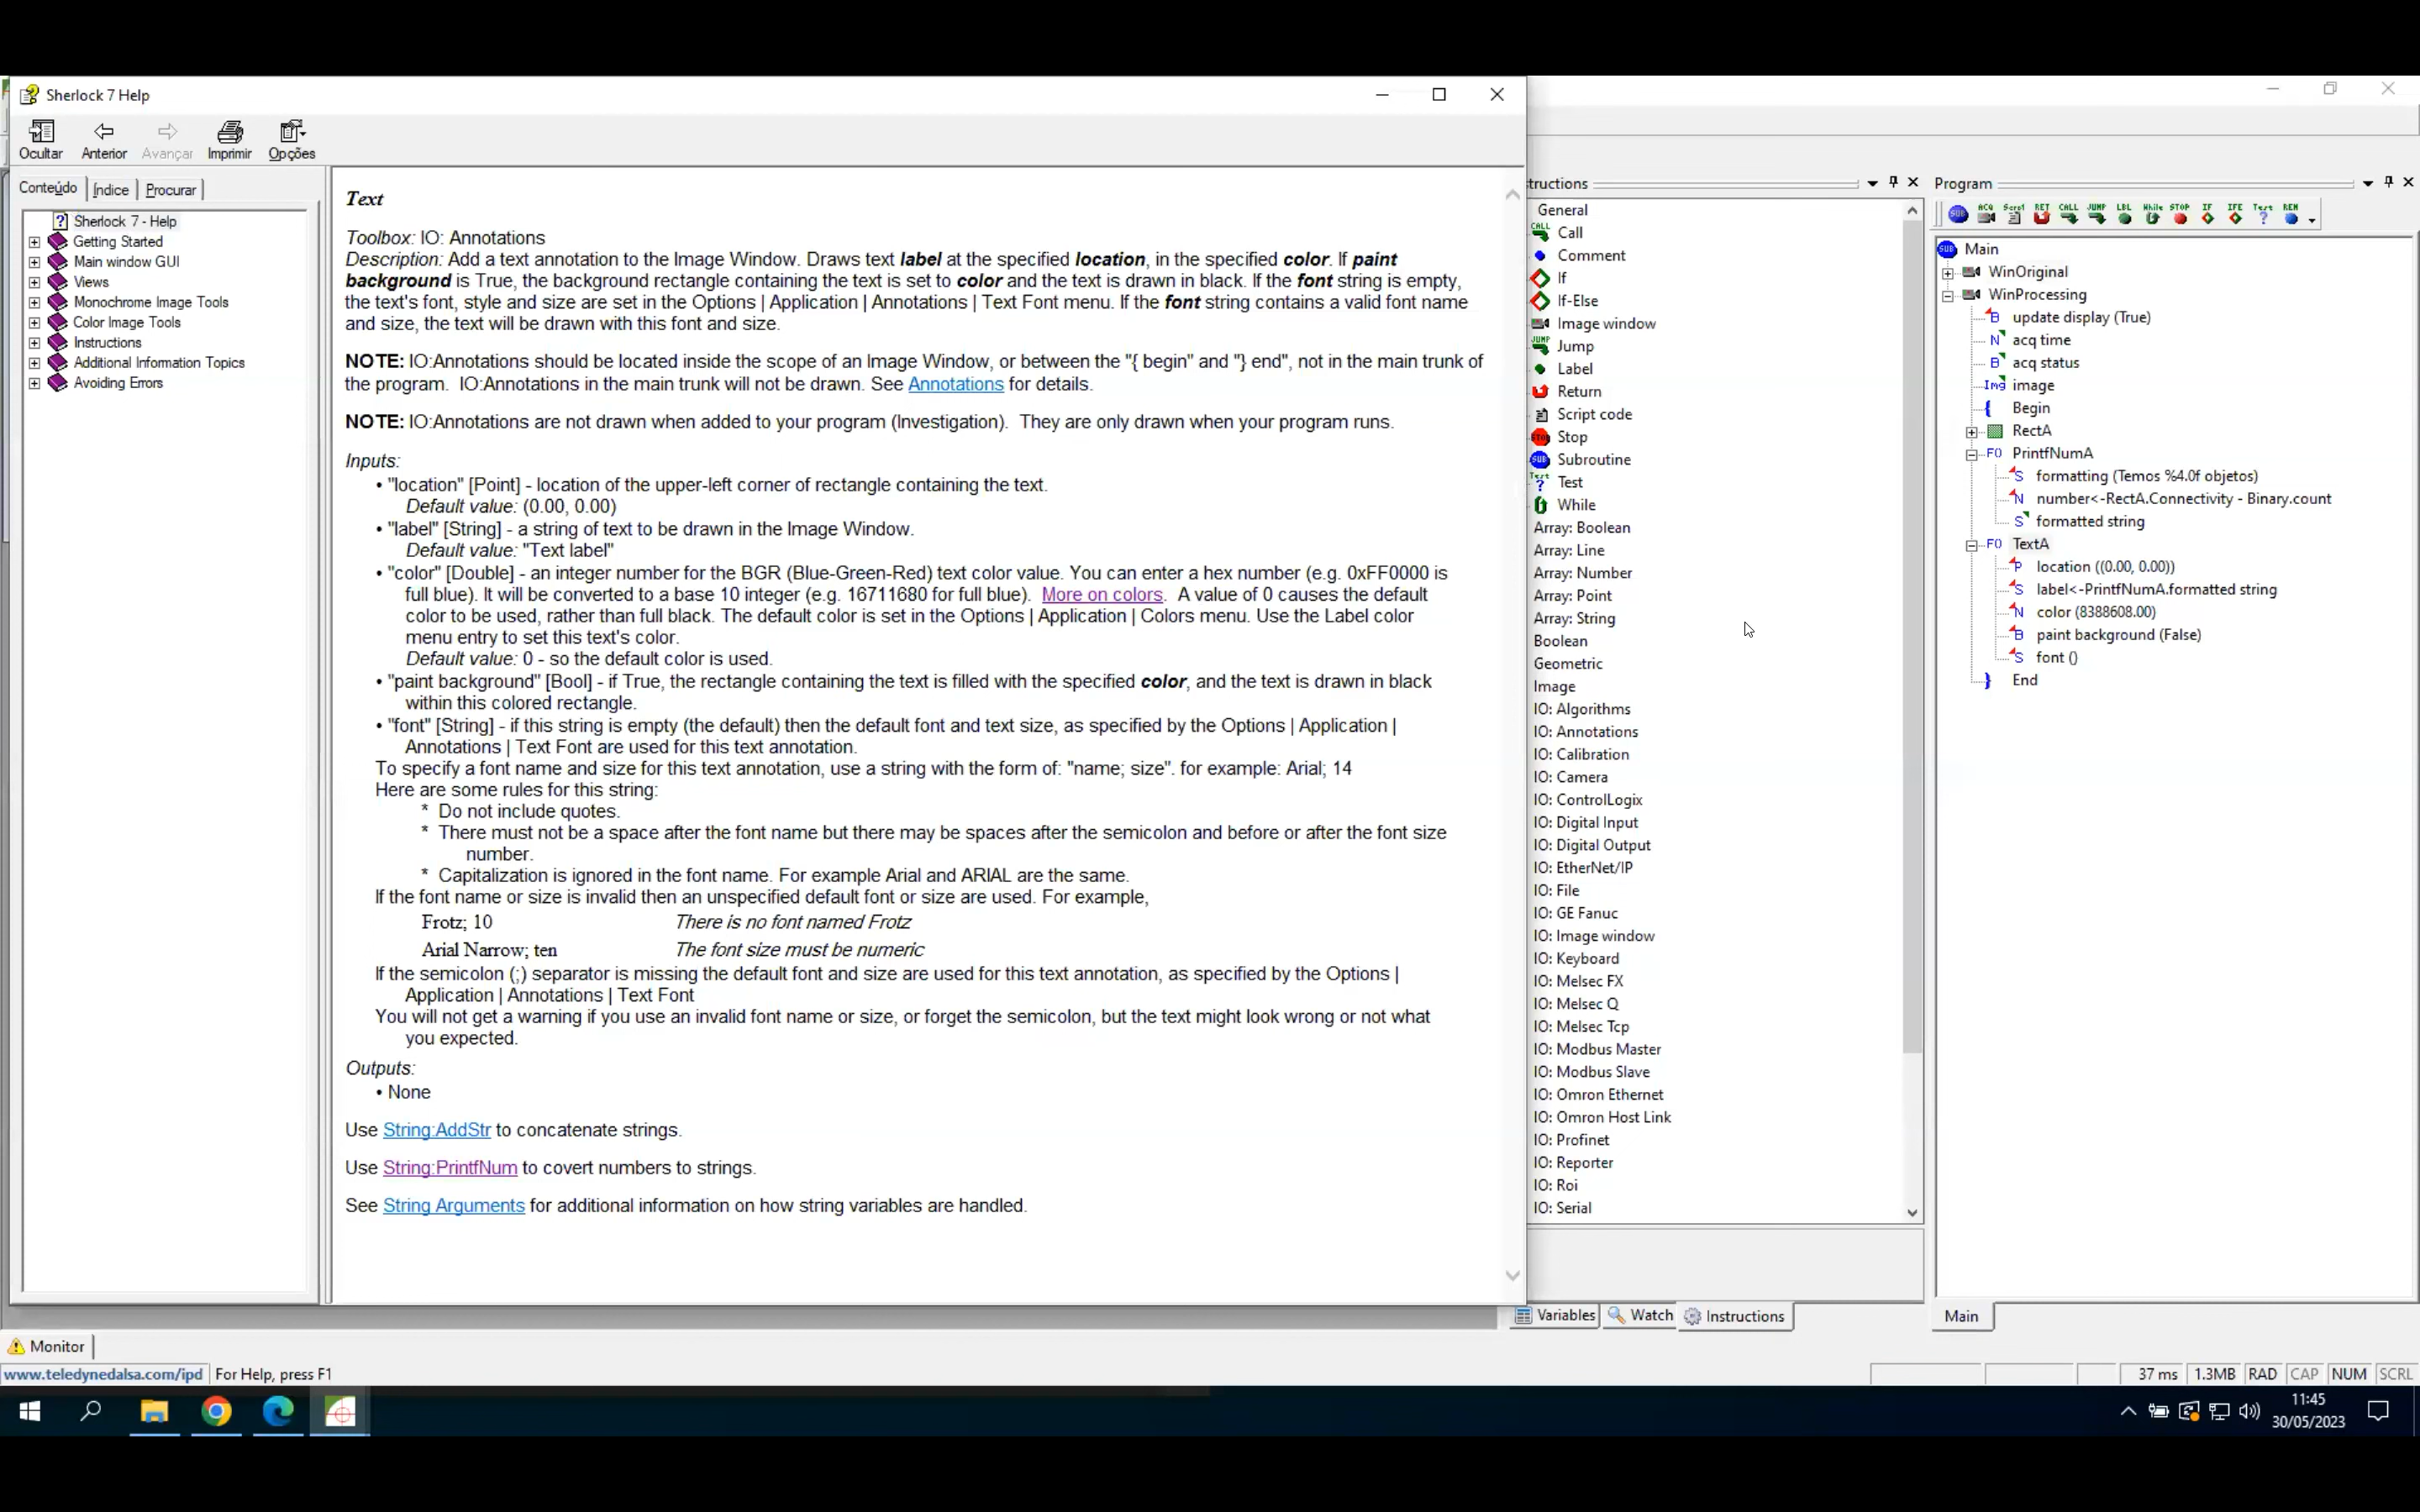 Sherlock 7 Help
Ocultar Anterior Avançar Imprimir Opções
Conteúdo Índice Procurar
Sherlock 7 - Help
Getting Started
Main window GUI
Views
Monochrome Image Tools
Color Image Tools
Instructions
Additional Information Topics
Avoiding Errors
Text
Toolbox: IO: Annotations
Description: Add a text annotation to the Image Window. Draws text label at the specified location, in the specified color. If paint
background is True, the background rectangle containing the text is set to color and the text is drawn in black. If the font string is empty,
the text's font, style and size are set in the Options | Application | Annotations | Text Font menu. If the font string contains a valid font name
and size, the text will be drawn with this font and size.
NOTE: IO:Annotations should be located inside the scope of an Image Window, or between the "{ begin" and "} end", not in the main trunk of
the program. IO:Annotations in the main trunk will not be drawn. See Annotations for details.
NOTE: IO:Annotations are not drawn when added to your program (Investigation). They are only drawn when your program runs.
Inputs:
• "location" [Point] - location of the upper-left corner of rectangle containing the text.
Default value: (0.00, 0.00)
• "label" [String] - a string of text to be drawn in the Image Window.
Default value: "Text label"
• "color" [Double] - an integer number for the BGR (Blue-Green-Red) text color value. You can enter a hex number (e.g. 0xFF0000 is
full blue). It will be converted to a base 10 integer (e.g. 16711680 for full blue). More on colors. A value of 0 causes the default
color to be used, rather than full black. The default color is set in the Options | Application | Colors menu. Use the Label color
menu entry to set this text's color.
Default value: 0 - so the default color is used.
• "paint background" [Bool] - if True, the rectangle containing the text is filled with the specified color, and the text is drawn in black
within this colored rectangle.
• "font" [String] - if this string is empty (the default) then the default font and text size, as specified by the Options | Application |
Annotations | Text Font are used for this text annotation.
To specify a font name and size for this text annotation, use a string with the form of: "name; size". for example: Arial; 14
Here are some rules for this string:
* Do not include quotes.
* There must not be a space after the font name but there may be spaces after the semicolon and before or after the font size
number.
* Capitalization is ignored in the font name. For example Arial and ARIAL are the same.
If the font name or size is invalid then an unspecified default font or size are used. For example,
Frotz; 10 There is no font named Frotz
Arial Narrow; ten The font size must be numeric
If the semicolon (;) separator is missing the default font and size are used for this text annotation, as specified by the Options |
Application | Annotations | Text Font
You will not get a warning if you use an invalid font name or size, or forget the semicolon, but the text might look wrong or not what
you expected.
Outputs:
• None
Use String:AddStr to concatenate strings.
Use String:PrintfNum to covert numbers to strings.
See String Arguments for additional information on how string variables are handled.
tructions
General
CALL Call
Comment
If
If-Else
Image window
JUMP Jump
Label
Return
Script code
STOP Stop
SUB Subroutine
Test ? Test
While
Array: Boolean
Array: Line
Array: Number
Array: Point
Array: String
Boolean
Geometric
Image
IO: Algorithms
IO: Annotations
IO: Calibration
IO: Camera
IO: ControlLogix
IO: Digital Input
IO: Digital Output
IO: EtherNet/IP
IO: File
IO: GE Fanuc
IO: Image window
IO: Keyboard
IO: Melsec FX
IO: Melsec Q
IO: Melsec Tcp
IO: Modbus Master
IO: Modbus Slave
IO: Omron Ethernet
IO: Omron Host Link
IO: Profinet
IO: Reporter
IO: Roi
IO: Serial
Variables Watch Instructions
Program
SUB ACQ Script RET CALL JUMP LBL While STOP IF IFE Test REM
SUB Main
WinOriginal
WinProcessing
B update display (True)
N acq time
B acq status
Img image
{ Begin
RectA
F() PrintfNumA
S formatting (Temos %4.0f objetos)
N number<-RectA.Connectivity - Binary.count
S formatted string
F() TextA
P location ((0.00, 0.00))
S label<-PrintfNumA.formatted string
N color (8388608.00)
B paint background (False)
S font ()
} End
Main
Monitor
www.teledynedalsa.com/ipd For Help, press F1
37 ms 1.3MB RAD CAP NUM SCRL
11:45
30/05/2023